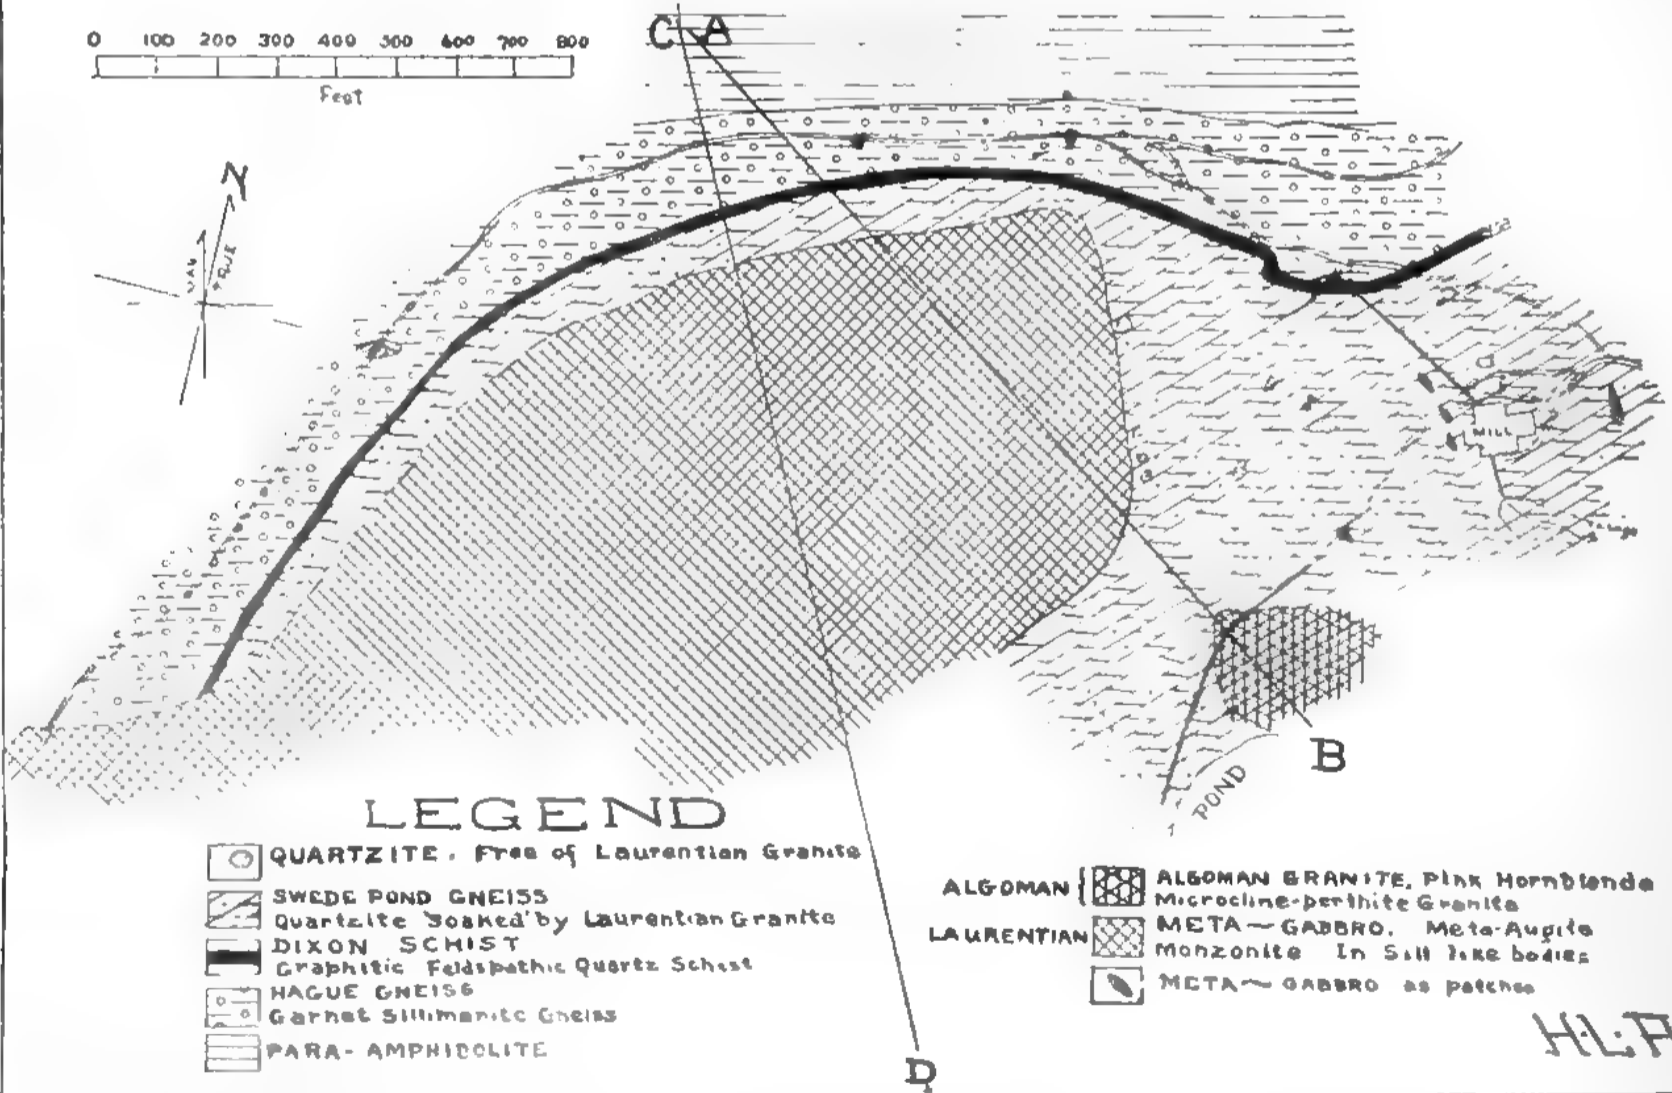 0 100 200 300 400 500 600 700 800
Feet
C A
N
MAG
TRUE
MILL
B
POND
LEGEND
QUARTZITE. Free of Laurentian Granite
SWEDE POND GNEISS
Quartzite 'Soaked' by Laurentian Granite
DIXON SCHIST
Graphitic Feldspathic Quartz Schist
HAGUE GNEISS
Garnet Sillimanite Gneiss
PARA-AMPHIBOLITE
ALGOMAN
ALGOMAN GRANITE, Pink Hornblende
Microcline-perthite Granite
LAURENTIAN
META~GABBRO. Meta-Augite
Monzonite In Sill like bodies
META~GABBRO as patches
H.L.
D